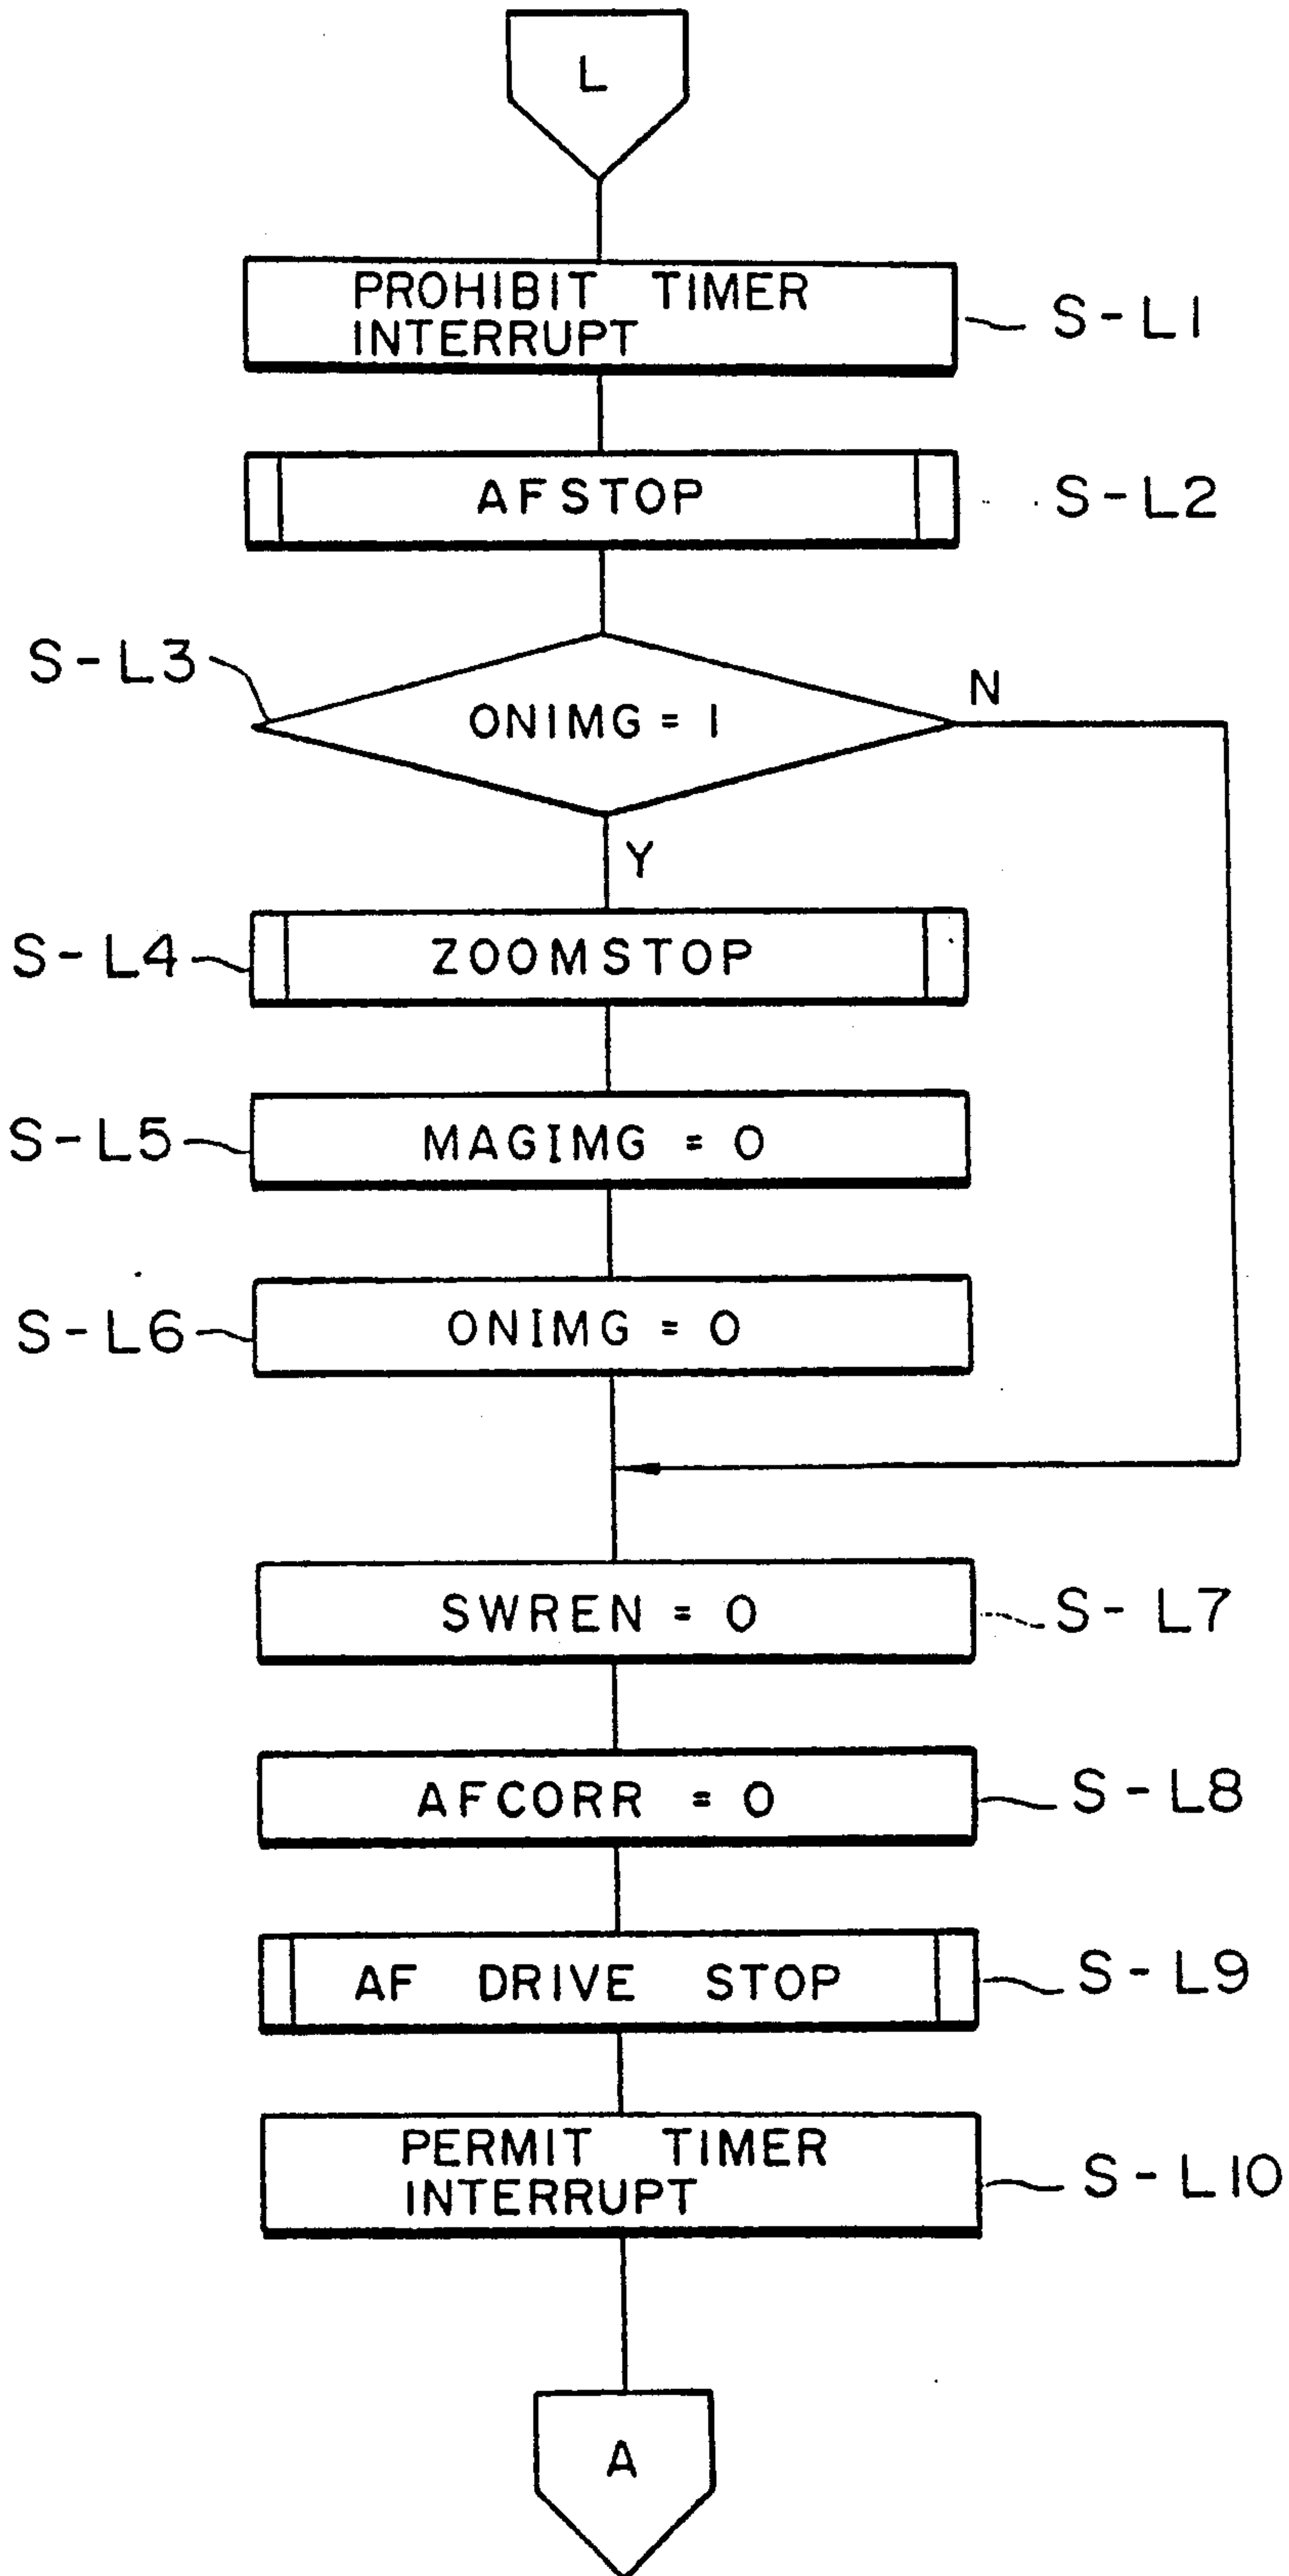 L
PROHIBIT TIMER
INTERRUPT
S-L1
AFSTOP
S-L2
S-L3
ONIMG = 1
N
Y
S-L4
ZOOMSTOP
S-L5
MAGIMG = 0
S-L6
ONIMG = 0
SWREN = 0
S-L7
AFCORR = 0
S-L8
AF DRIVE STOP
S-L9
PERMIT TIMER
INTERRUPT
S-L10
A